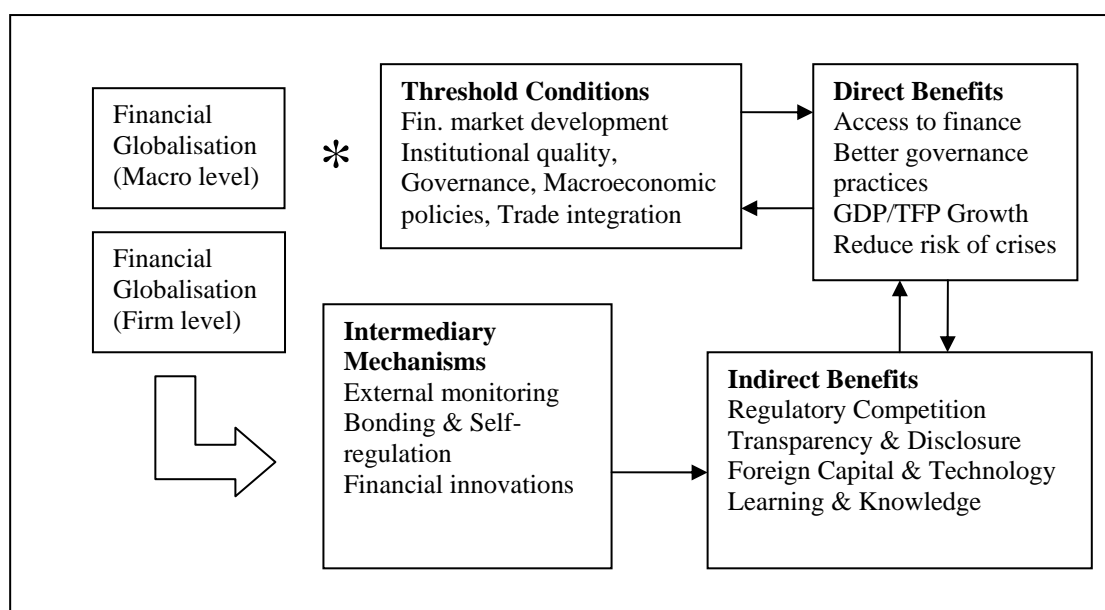 Financial
Globalisation
(Macro level)
*
Threshold Conditions
Fin. market development
Institutional quality,
Governance, Macroeconomic
policies, Trade integration
Direct Benefits
Access to finance
Better governance
practices
GDP/TFP Growth
Reduce risk of crises
Financial
Globalisation
(Firm level)
Intermediary
Mechanisms
External monitoring
Bonding & Self-
regulation
Financial innovations
Indirect Benefits
Regulatory Competition
Transparency & Disclosure
Foreign Capital & Technology
Learning & Knowledge